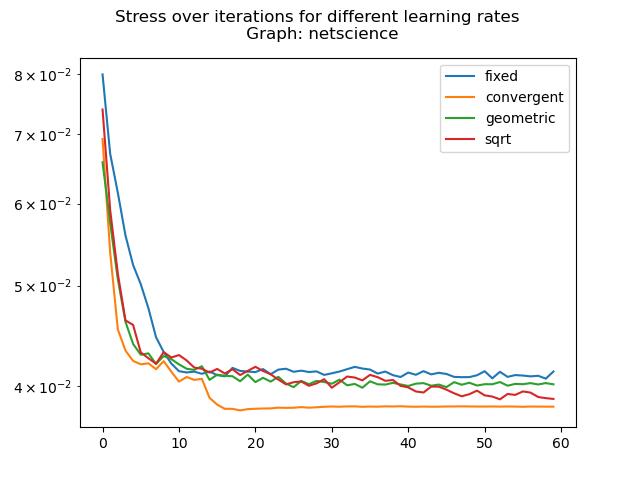 Stress over iterations for different learning rates
Graph: netscience
8 × 10⁻²
7 × 10⁻²
6 × 10⁻²
5 × 10⁻²
4 × 10⁻²
fixed
convergent
geometric
sqrt
0 10 20 30 40 50 60